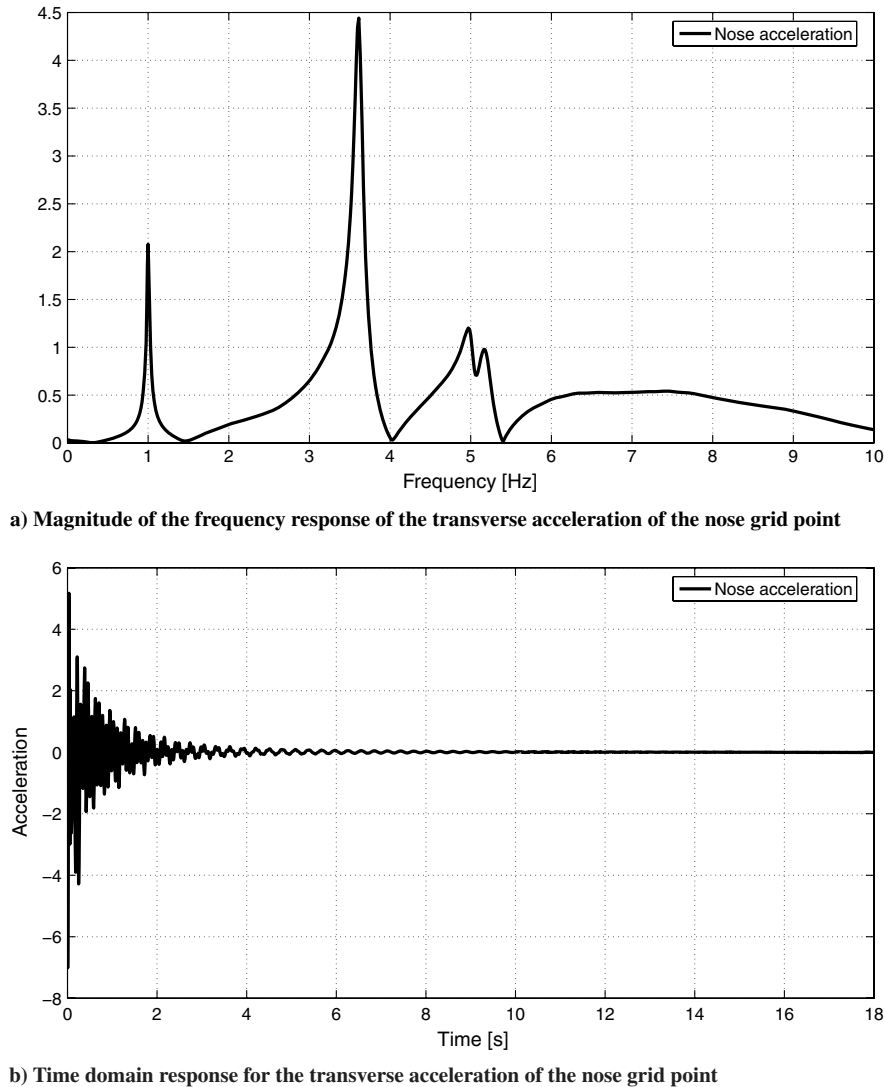 4.5
Nose acceleration
4
3.5
3
2.5
2
1.5
1
0.5
0
0 1 2 3 4 5 6 7 8 9 10
Frequency [Hz]
a) Magnitude of the frequency response of the transverse acceleration of the nose grid point
6
Nose acceleration
4
2
0
Acceleration
−2
−4
−6
−8
0 2 4 6 8 10 12 14 16 18
Time [s]
b) Time domain response for the transverse acceleration of the nose grid point